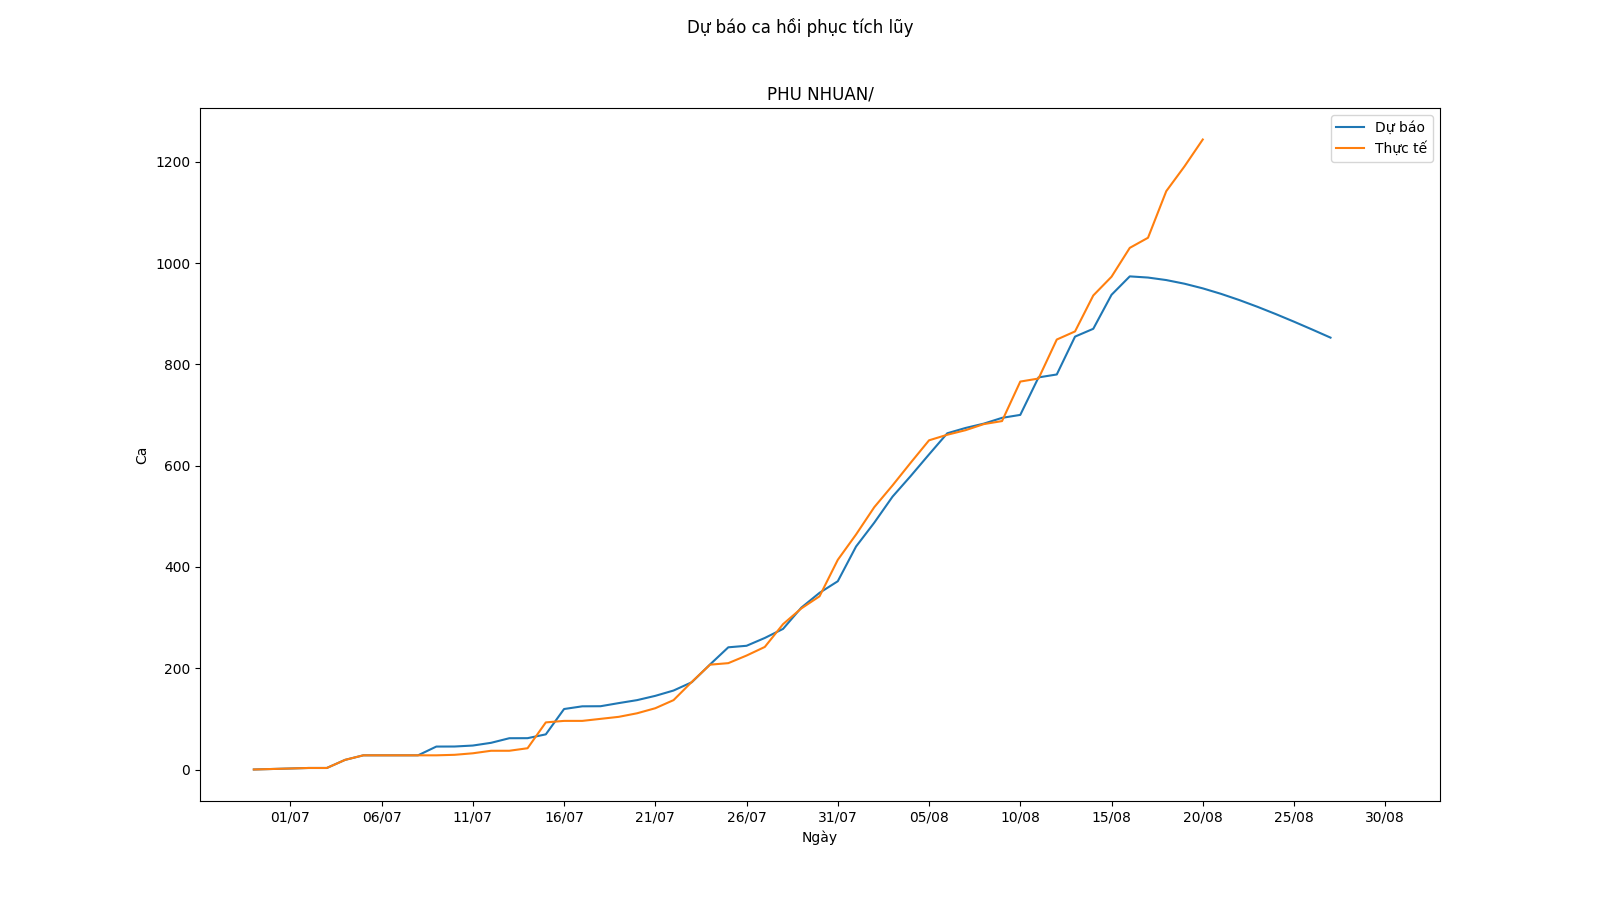 Dự báo ca hồi phục tích lũy
PHU NHUAN/
Dự báo
Thực tế
1200
1000
800
600
400
200
0
Ca
01/07 06/07 11/07 16/07 21/07 26/07 31/07 05/08 10/08 15/08 20/08 25/08 30/08
Ngày